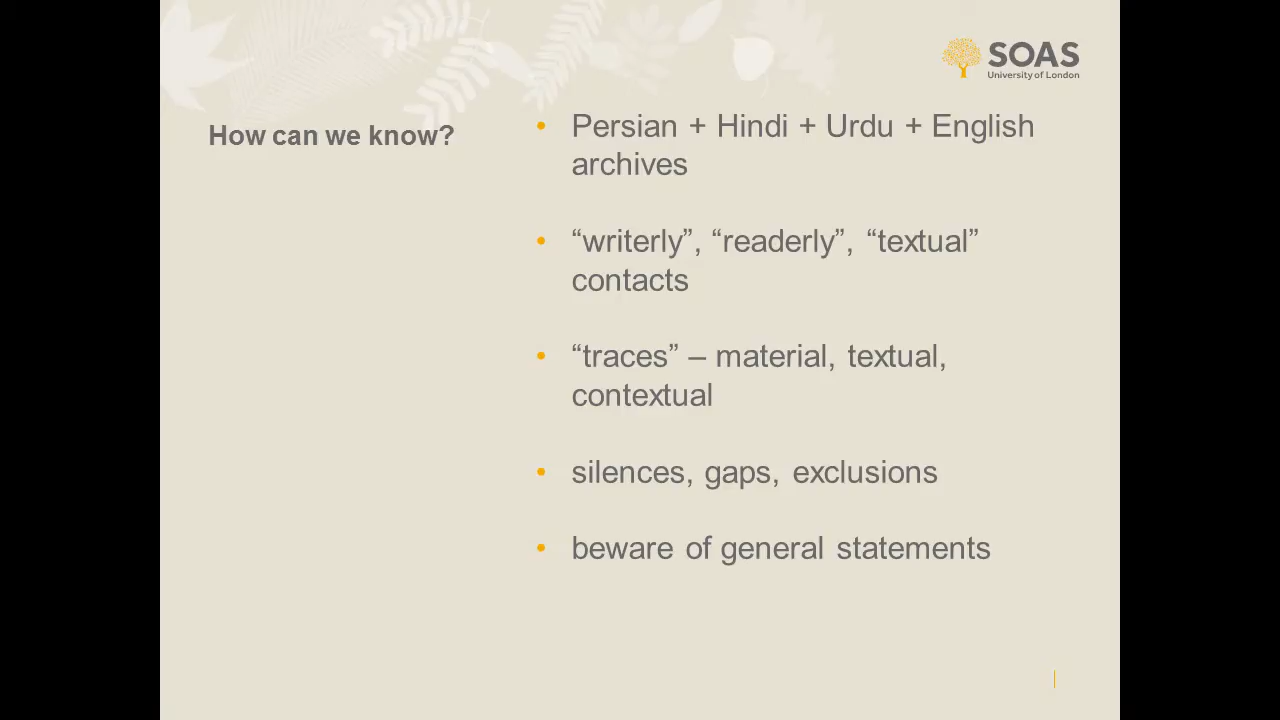 SOAS
University of London
How can we know?
• Persian + Hindi + Urdu + English
archives
• “writerly”, “readerly”, “textual”
contacts
• “traces” – material, textual,
contextual
• silences, gaps, exclusions
• beware of general statements